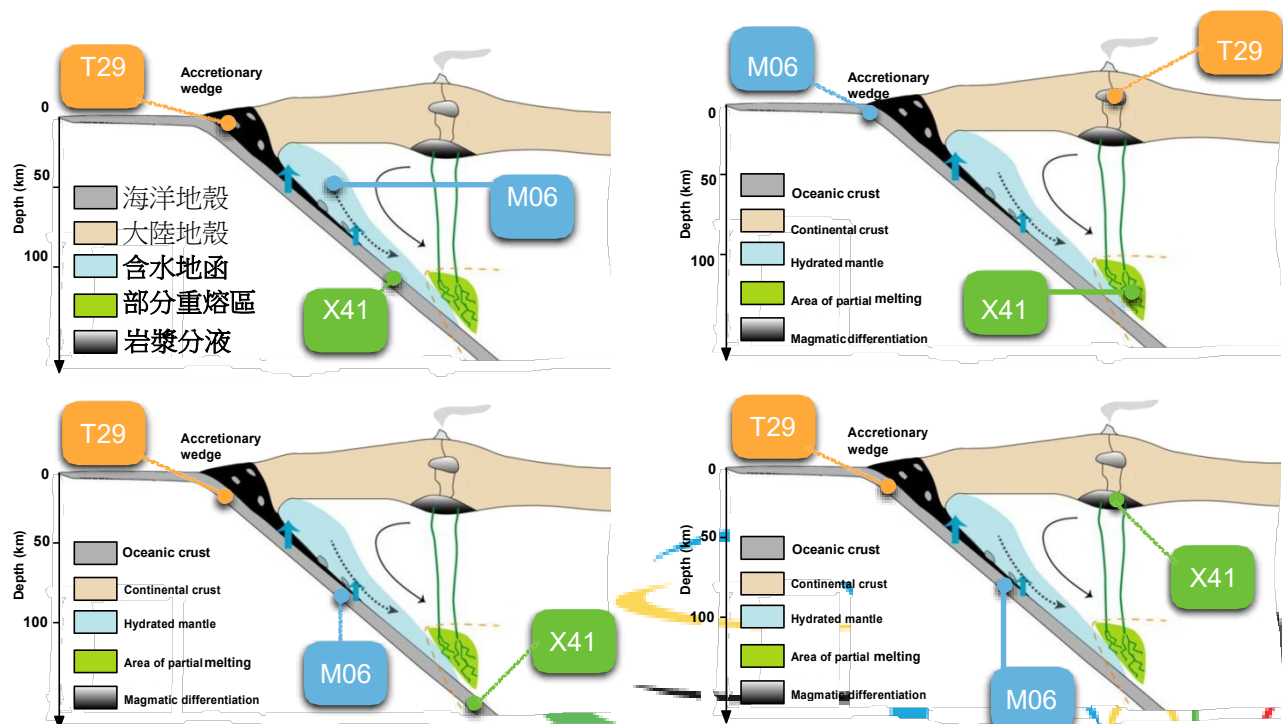 T29
Accretionary
wedge
0
50
100
Depth (km)
M06
X41
海洋地殼
大陸地殼
含水地函
部分重熔區
岩漿分液
M06
Accretionary
wedge
T29
0
50
100
Depth (km)
Oceanic crust
Continental crust
Hydrated mantle
Area of partial melting
Magmatic differentiation
X41
T29
Accretionary
wedge
0
50
100
Depth (km)
Oceanic crust
Continental crust
Hydrated mantle
Area of partial melting
Magmatic differentiation
M06
X41
T29
Accretionary
wedge
0
50
100
Depth (km)
Oceanic crust
Continental crust
Hydrated mantle
Area of partial melting
Magmatic differentiation
X41
M06